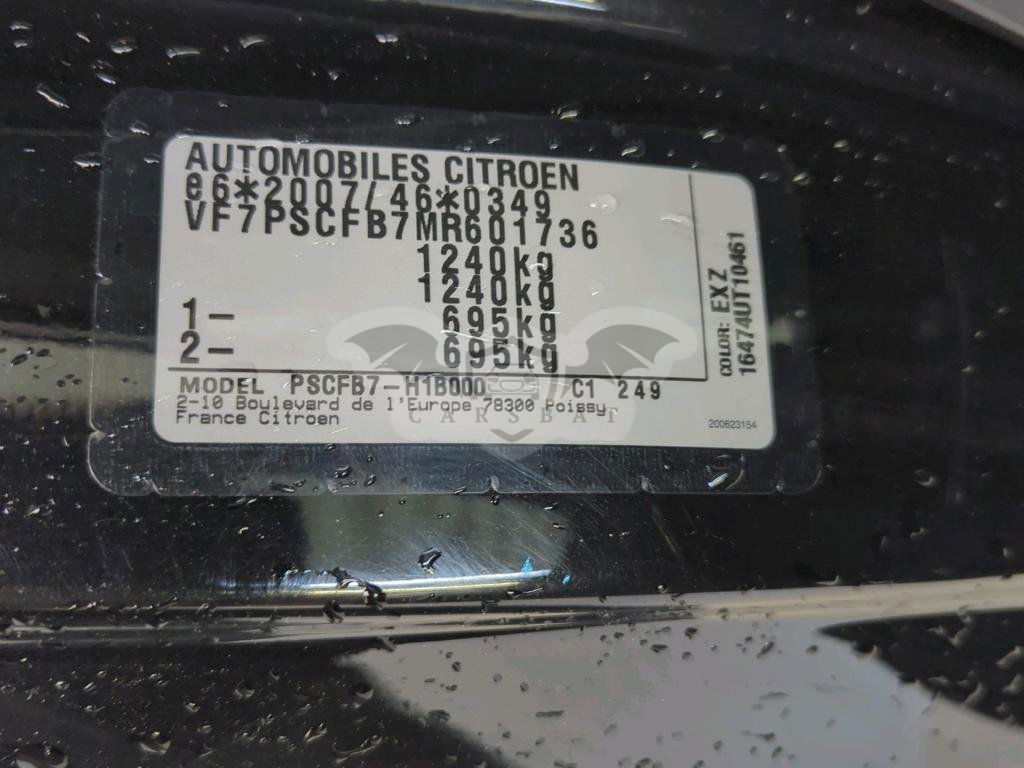 AUTOMOBILES CITROEN
e6*2007/46*0349
VF7PSCFB7MR601736
1240kg
1240kg
1- 695kg
2- 695kg
MODEL PSCFB7-H1B000 C1 249
2-10 Boulevard de l'Europe 78300 Poissy
France Citroen
COLOR: EXZ
16474UT10461
200623154
CARSBAT